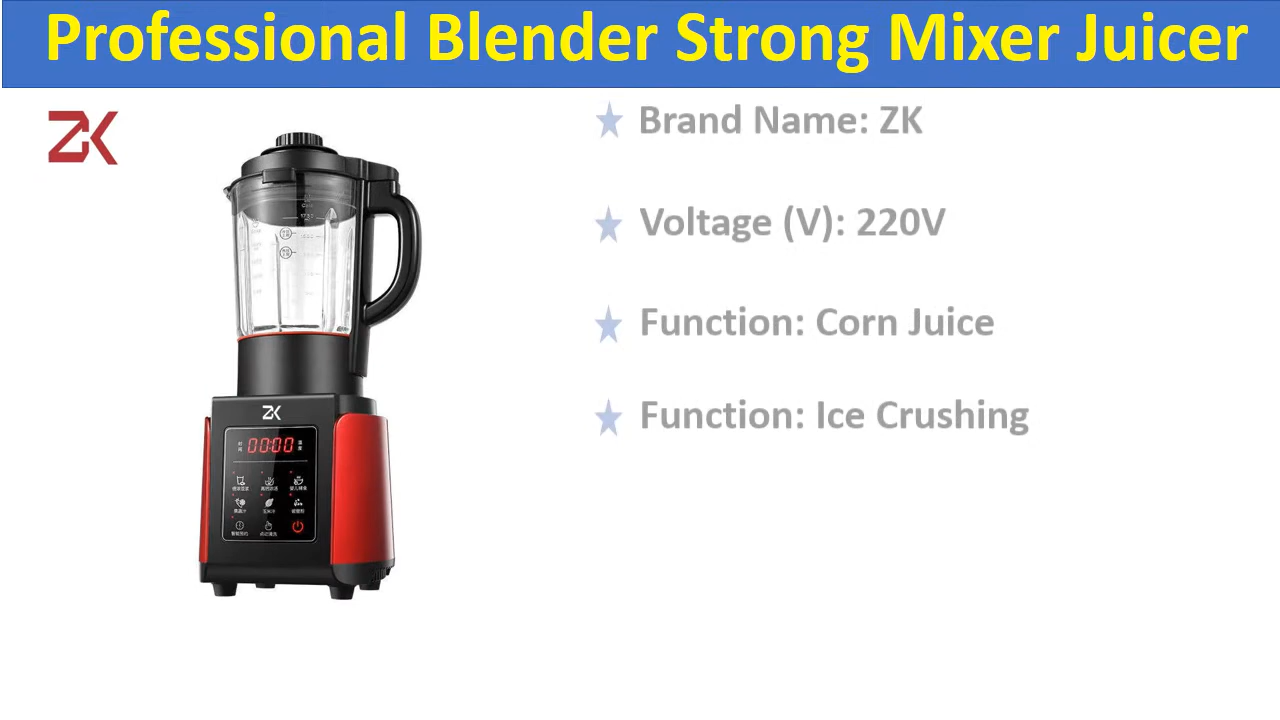 Professional Blender Strong Mixer Juicer
ZK
Brand Name: ZK
Voltage (V): 220V
Function: Corn Juice
Function: Ice Crushing
ZK
00:00